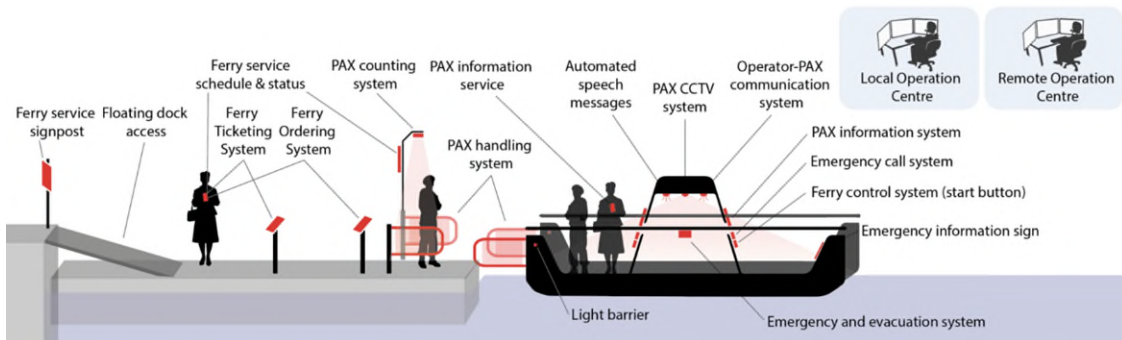 Ferry service
signpost
Floating dock
access
Ferry service
schedule & status
Ferry
Ticketing
System
Ferry
Ordering
System
PAX counting
system
PAX handling
system
PAX information
service
Automated
speech
messages
PAX CCTV
system
Operator-PAX
communication
system
Local Operation
Centre
Remote Operation
Centre
PAX information system
Emergency call system
Ferry control system (start button)
Emergency information sign
Light barrier
Emergency and evacuation system